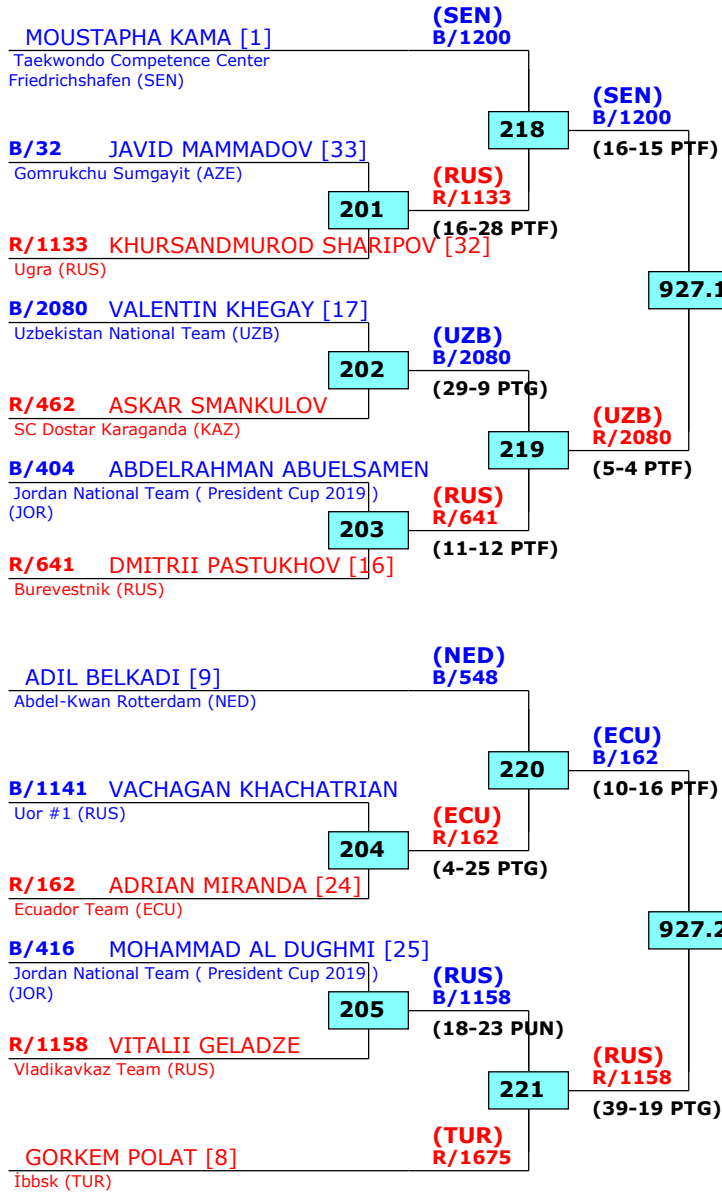 (SEN)
MOUSTAPHA KAMA [1]
B/1200
Taekwondo Competence Center
Friedrichshafen (SEN)
(SEN)
B/1200
218
(16-15 PTF)
B/32 JAVID MAMMADOV [33]
Gomrukchu Sumgayit (AZE)
(RUS)
R/1133
201
(16-28 PTF)
R/1133 KHURSANDMUROD SHARIPOV [32]
Ugra (RUS)
927.1
B/2080 VALENTIN KHEGAY [17]
Uzbekistan National Team (UZB)
(UZB)
B/2080
202
(29-9 PTG)
R/462 ASKAR SMANKULOV
SC Dostar Karaganda (KAZ)
(UZB)
R/2080
219
(5-4 PTF)
B/404 ABDELRAHMAN ABUELSAMEN
Jordan National Team ( President Cup 2019 )
(JOR)
(RUS)
R/641
203
(11-12 PTF)
R/641 DMITRII PASTUKHOV [16]
Burevestnik (RUS)
(NED)
ADIL BELKADI [9]
B/548
Abdel-Kwan Rotterdam (NED)
(ECU)
B/162
220
(10-16 PTF)
B/1141 VACHAGAN KHACHATRIAN
Uor #1 (RUS)
(ECU)
R/162
204
(4-25 PTG)
R/162 ADRIAN MIRANDA [24]
Ecuador Team (ECU)
927.2
B/416 MOHAMMAD AL DUGHMI [25]
Jordan National Team ( President Cup 2019 )
(JOR)
(RUS)
B/1158
205
(18-23 PUN)
R/1158 VITALII GELADZE
Vladikavkaz Team (RUS)
(RUS)
R/1158
221
(39-19 PTG)
(TUR)
GORKEM POLAT [8]
R/1675
İbbsk (TUR)